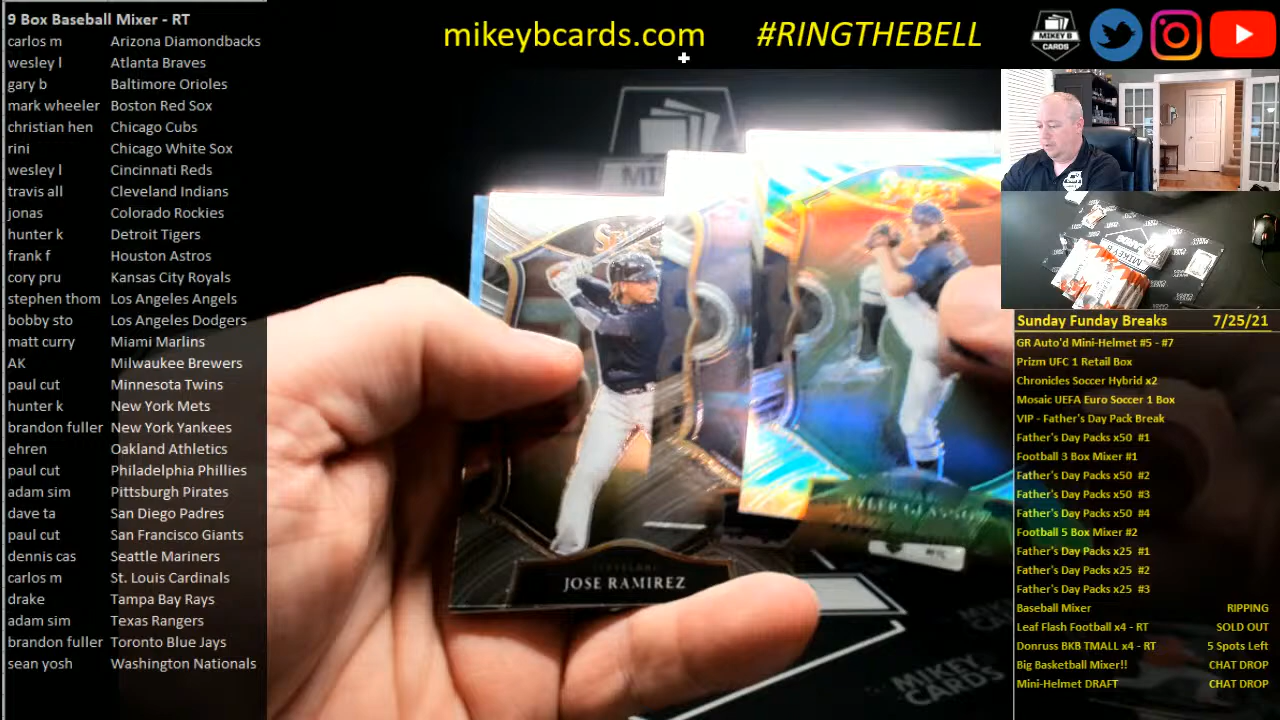 9 Box Baseball Mixer - RT
carlos m Arizona Diamondbacks
wesley l Atlanta Braves
gary b Baltimore Orioles
mark wheeler Boston Red Sox
christian hen Chicago Cubs
rini Chicago White Sox
wesley l Cincinnati Reds
travis all Cleveland Indians
jonas Colorado Rockies
hunter k Detroit Tigers
frank f Houston Astros
cory pru Kansas City Royals
stephen thom Los Angeles Angels
bobby sto Los Angeles Dodgers
matt curry Miami Marlins
AK Milwaukee Brewers
paul cut Minnesota Twins
hunter k New York Mets
brandon fuller New York Yankees
ehren Oakland Athletics
paul cut Philadelphia Phillies
adam sim Pittsburgh Pirates
dave ta San Diego Padres
paul cut San Francisco Giants
dennis cas Seattle Mariners
carlos m St. Louis Cardinals
drake Tampa Bay Rays
adam sim Texas Rangers
brandon fuller Toronto Blue Jays
sean yosh Washington Nationals
mikeybcards.com #RINGTHEBELL
MIKEY B
CARDS
JOSE RAMIREZ
MIKEY
CARDS
Sunday Funday Breaks 7/25/21
GR Auto'd Mini-Helmet #5 - #7
Prizm UFC 1 Retail Box
Chronicles Soccer Hybrid x2
Mosaic UEFA Euro Soccer 1 Box
VIP - Father's Day Pack Break
Father's Day Packs x50 #1
Football 3 Box Mixer #1
Father's Day Packs x50 #2
Father's Day Packs x50 #3
Father's Day Packs x50 #4
Football 5 Box Mixer #2
Father's Day Packs x25 #1
Father's Day Packs x25 #2
Father's Day Packs x25 #3
Baseball Mixer RIPPING
Leaf Flash Football x4 - RT SOLD OUT
Donruss BKB TMALL x4 - RT 5 Spots Left
Big Basketball Mixer!! CHAT DROP
Mini-Helmet DRAFT CHAT DROP